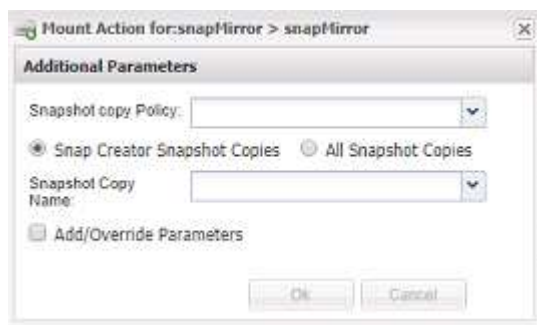 Mount Action for:snapMirror > snapMirror
Additional Parameters
Snapshot copy Policy:
Snap Creator Snapshot Copies All Snapshot Copies
Snapshot Copy
Name:
Add/Override Parameters
Ok Cancel